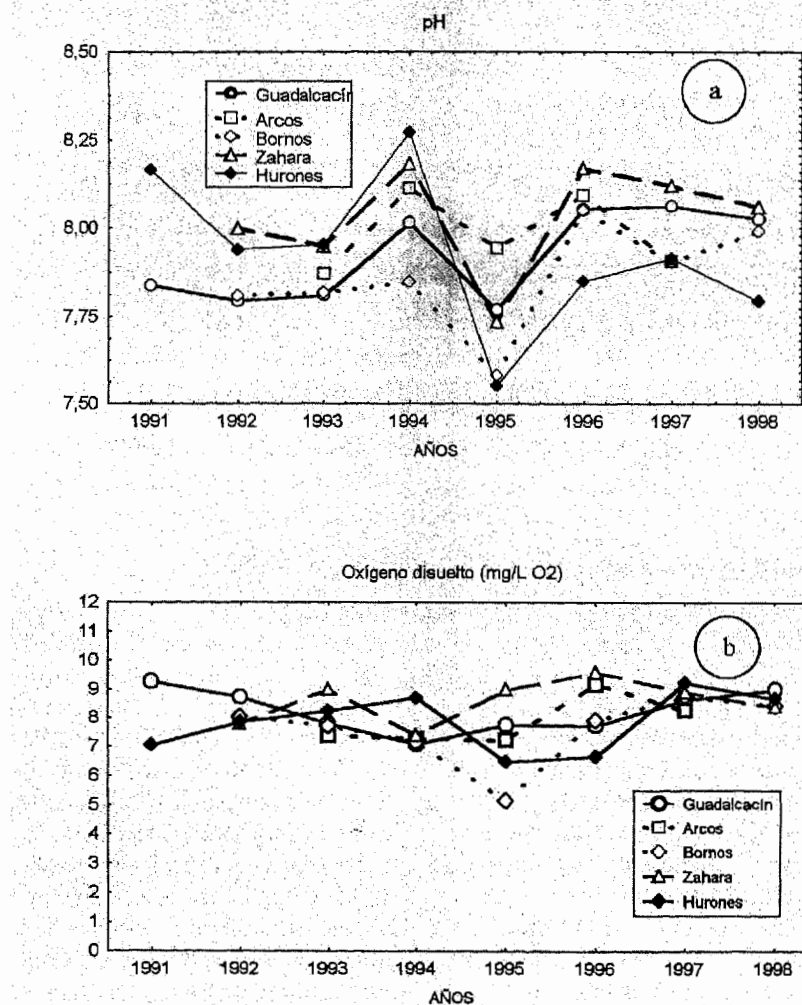 pH
8,50
8,25
8,00
7,75
7,50
Guadalcacín
Arcos
Bornos
Zahara
Hurones
a
1991 1992 1993 1994 1995 1996 1997 1998
AÑOS
Oxígeno disuelto (mg/L O2)
12
11
10
9
8
7
6
5
4
3
2
1
0
b
Guadalcacín
Arcos
Bornos
Zahara
Hurones
1991 1992 1993 1994 1995 1996 1997 1998
AÑOS